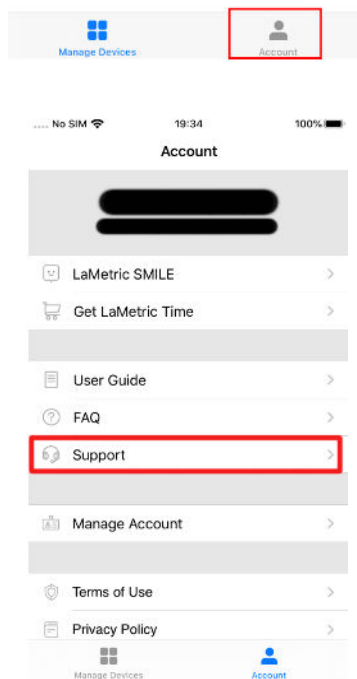 Manage Devices
Account
No SIM 19:34 100%
Account
LaMetric SMILE
Get LaMetric Time
User Guide
FAQ
Support
Manage Account
Terms of Use
Privacy Policy
Manage Devices
Account